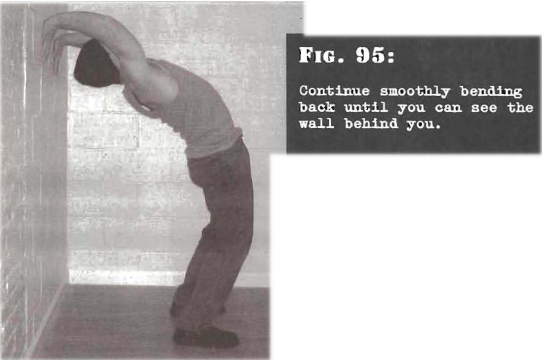 FIG. 95:
Continue smoothly bending
back until you can see the
wall behind you.